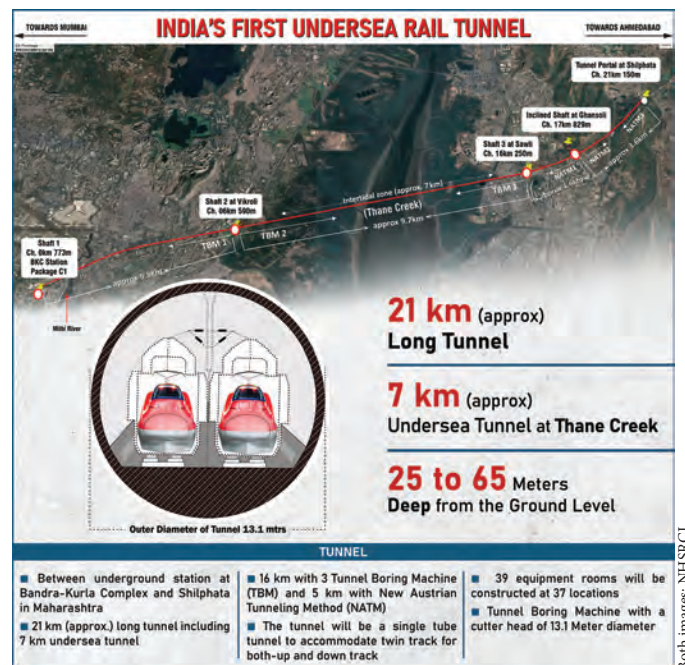 TOWARDS MUMBAI
INDIA'S FIRST UNDERSEA RAIL TUNNEL
TOWARDS AHMEDABAD
Tunnel Portal at Shilphata
Ch. 21km 150m
Inclined Shaft at Ghansoli
Ch. 17km 829m
Shaft 3 at Sawli
Ch. 16km 250m
NATM3
NATM2
NATM1
approx 3.6km
Shaft 2 at Vikroli
Ch. 06km 500m
Intertidal zone (approx. 7km)
(Thane Creek)
TBM 3
approx 9.7km
TBM 2
TBM 1
Shaft 1
Ch. 0km 773m
BKC Station
Package C1
Mithi River
21 km (approx)
Long Tunnel
7 km (approx)
Undersea Tunnel at Thane Creek
25 to 65 Meters
Deep from the Ground Level
Outer Diameter of Tunnel 13.1 mtrs
TUNNEL
■ Between underground station at
Bandra-Kurla Complex and Shilphata
in Maharashtra
■ 21 km (approx.) long tunnel including
7 km undersea tunnel
■ 16 km with 3 Tunnel Boring Machine
(TBM) and 5 km with New Austrian
Tunneling Method (NATM)
■ The tunnel will be a single tube
tunnel to accommodate twin track for
both-up and down track
■ 39 equipment rooms will be
constructed at 37 locations
■ Tunnel Boring Machine with a
cutter head of 13.1 Meter diameter
oth images: NHSRCL